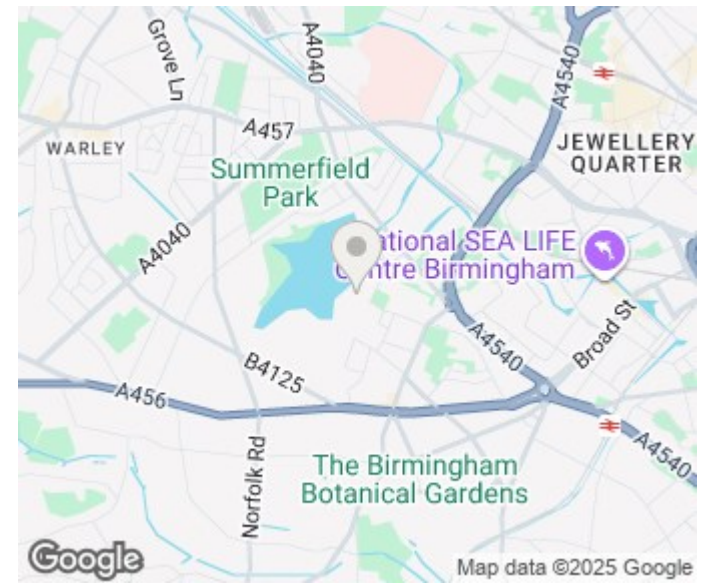 Grove Ln
A4040
A4540
WARLEY
A457
JEWELLERY
QUARTER
Summerfield
Park
A4040
ational SEA LIFE
ntre Birmingham
A4540
Broad St
B4125
A456
Norfolk Rd
The Birmingham
Botanical Gardens
A4540
Google
Map data ©2025 Google